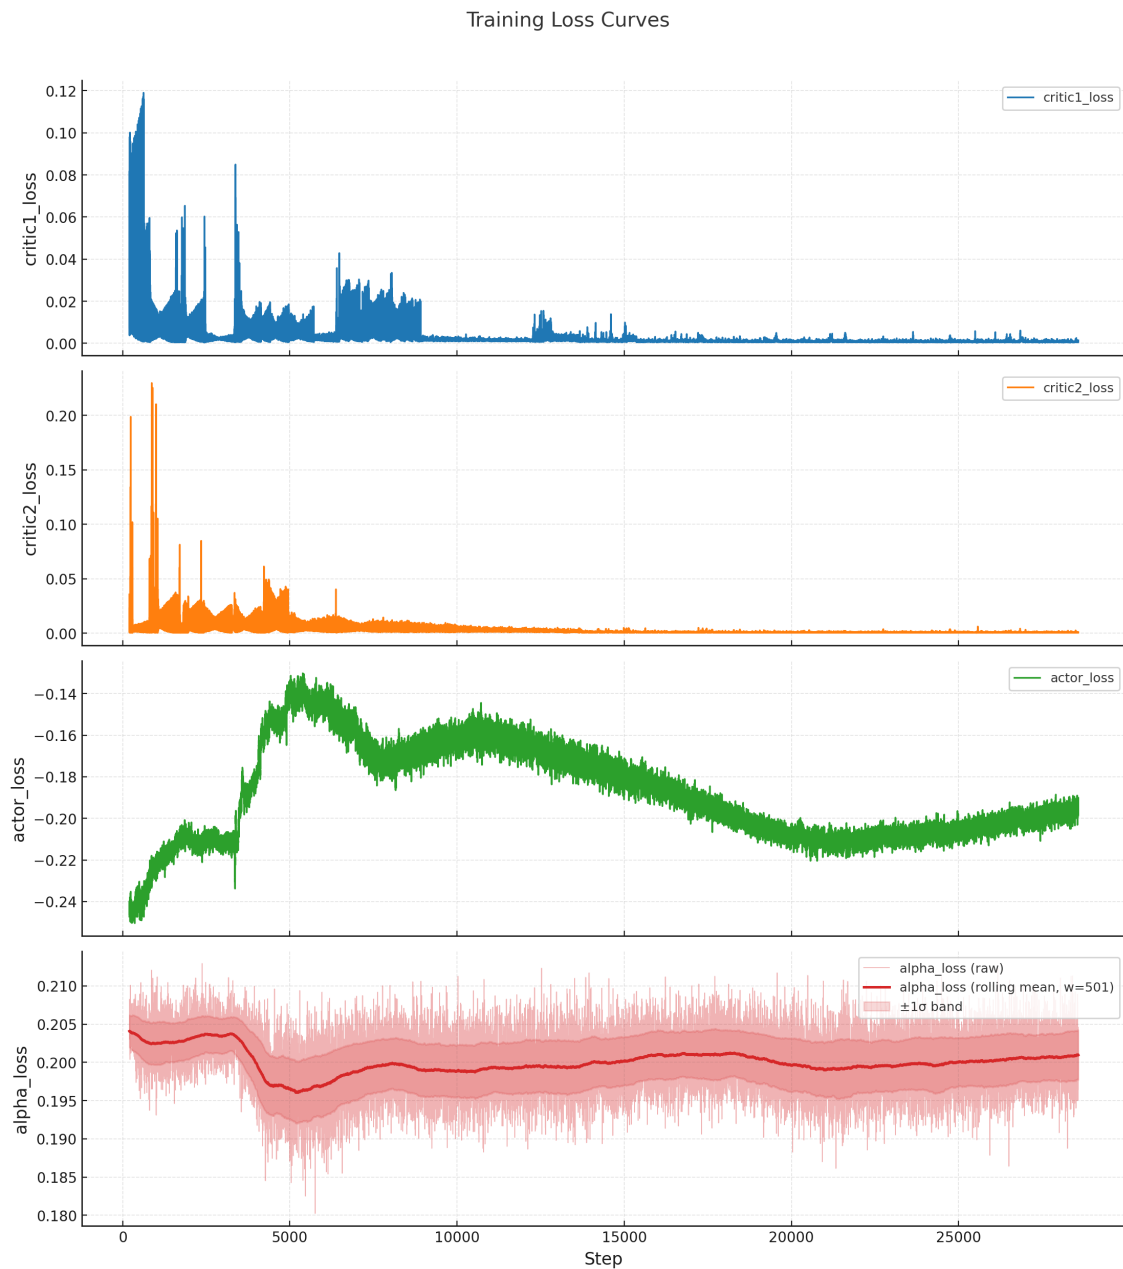 Training Loss Curves
critic1_loss
0.12
0.10
0.08
0.06
0.04
0.02
0.00
critic1_loss
critic2_loss
0.20
0.15
0.10
0.05
0.00
critic2_loss
actor_loss
−0.14
−0.16
−0.18
−0.20
−0.22
−0.24
actor_loss
alpha_loss
0.210
0.205
0.200
0.195
0.190
0.185
0.180
alpha_loss (raw)
alpha_loss (rolling mean, w=501)
±1σ band
0 5000 10000 15000 20000 25000
Step